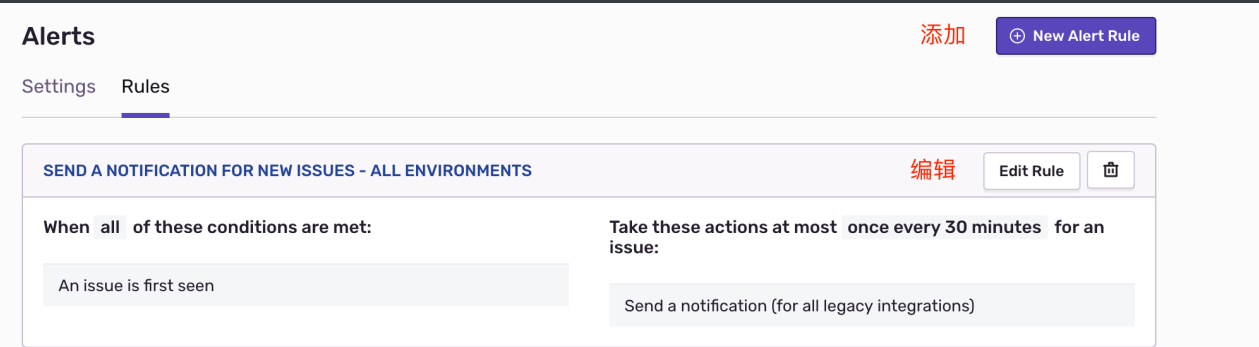 Alerts
添加
New Alert Rule
Settings
Rules
SEND A NOTIFICATION FOR NEW ISSUES - ALL ENVIRONMENTS
编辑
Edit Rule
When all of these conditions are met:
An issue is first seen
Take these actions at most once every 30 minutes for an
issue:
Send a notification (for all legacy integrations)